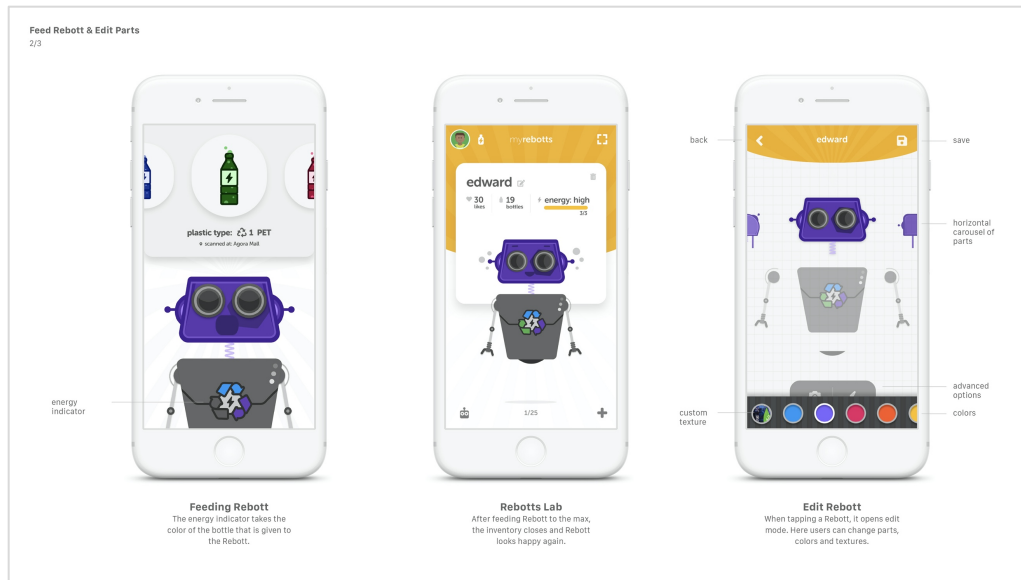 Feed Rebott & Edit Parts
2/3
plastic type: 1 PET
scanned at: Agora Mall
energy
indicator
Feeding Rebott
The energy indicator takes the
color of the bottle that is given to
the Rebott.
myrebotts
edward
30
likes
19
bottles
energy: high
3/3
1/25
Rebotts Lab
After feeding Rebott to the max,
the inventory closes and Rebott
looks happy again.
back
edward
save
horizontal
carousel of
parts
advanced
options
custom
texture
colors
Edit Rebott
When tapping a Rebott, it opens edit
mode. Here users can change parts,
colors and textures.